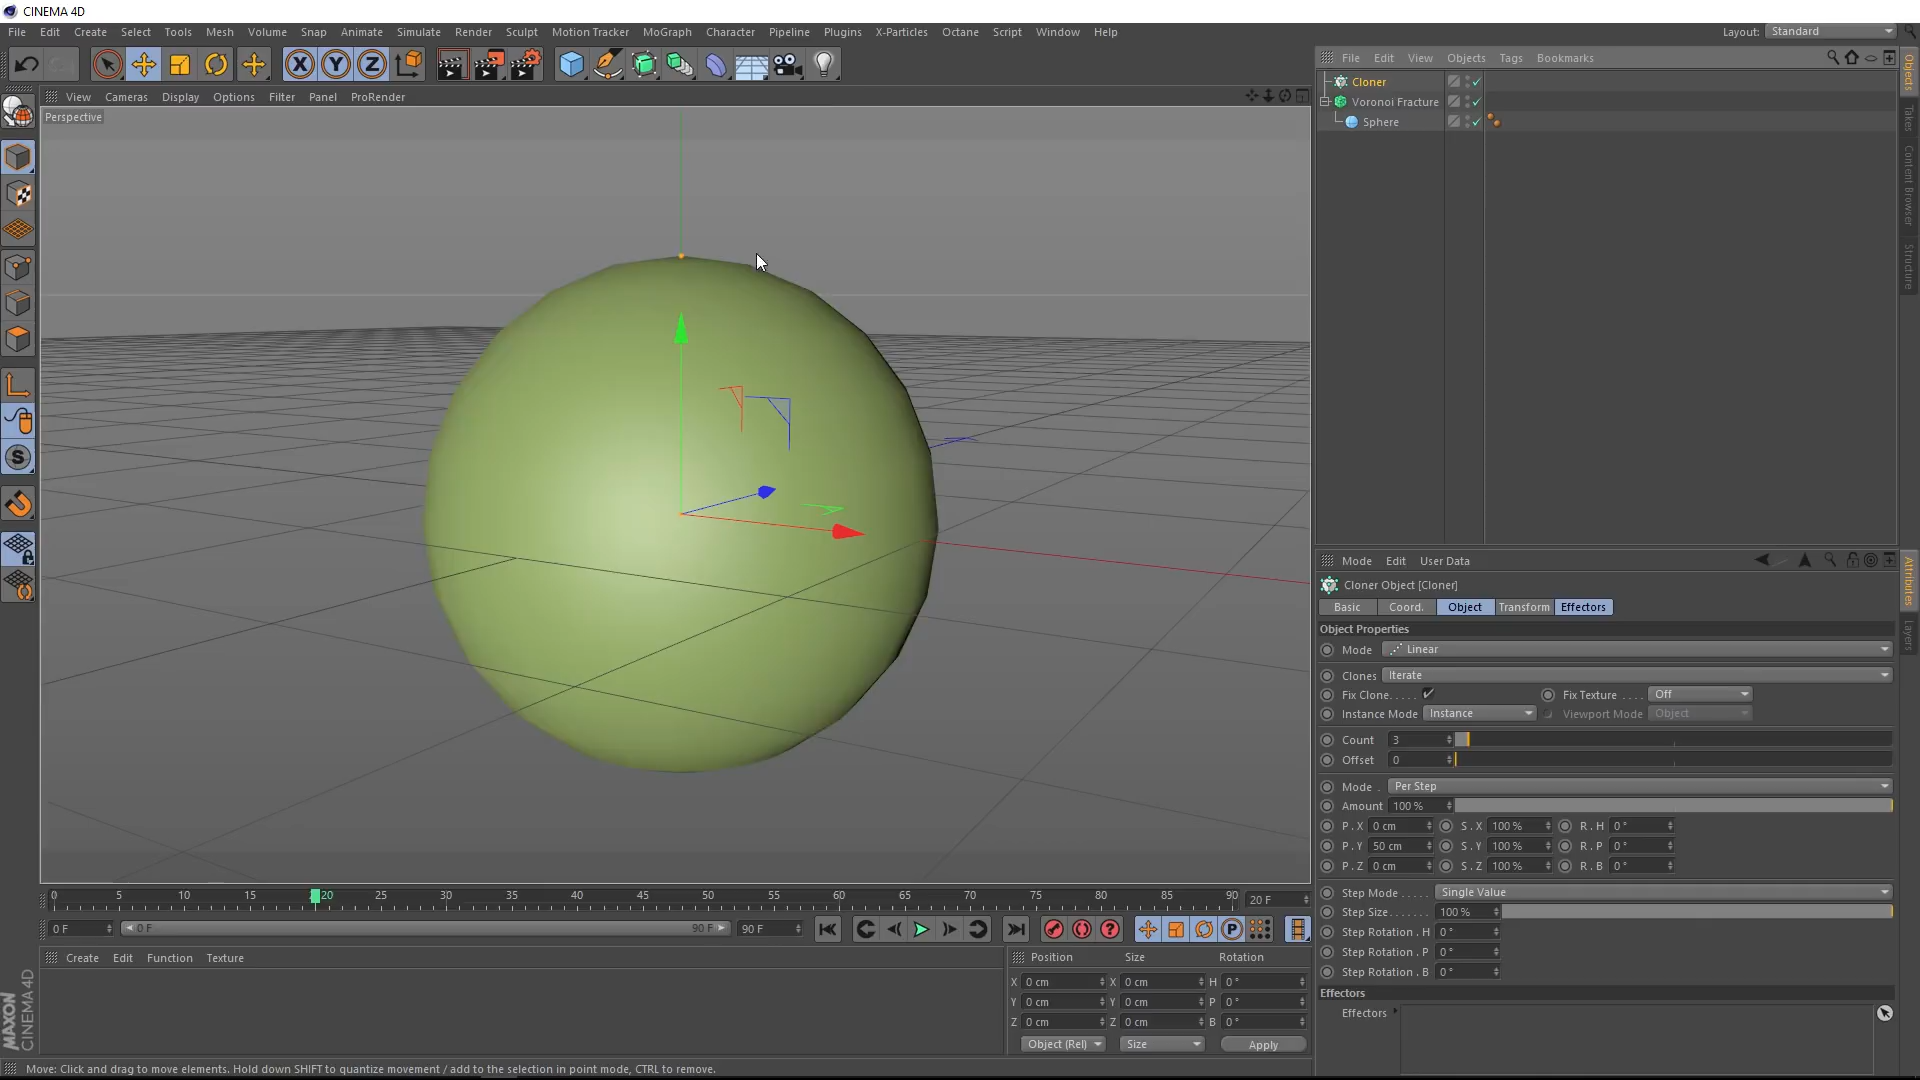 CINEMA 4D
File Edit Create Select Tools Mesh Volume Snap Animate Simulate Render Sculpt Motion Tracker MoGraph Character Pipeline Plugins X-Particles Octane Script Window Help
Layout: Standard
X Y Z
View Cameras Display Options Filter Panel ProRender
Perspective
File Edit View Objects Tags Bookmarks
Cloner
Voronoi Fracture
Sphere
Objects
Takes
Content Browser
Structure
Mode Edit User Data
Cloner Object [Cloner]
Basic Coord. Object Transform Effectors
Object Properties
Mode Linear
Clones Iterate
Fix Clone..... Fix Texture .... Off
Instance Mode Instance Viewport Mode Object
Count 3
Offset 0
Mode . Per Step
Amount 100 %
P . X 0 cm S . X 100 % R . H 0 °
P . Y 50 cm S . Y 100 % R . P 0 °
P . Z 0 cm S . Z 100 % R . B 0 °
Step Mode ..... Single Value
Step Size....... 100 %
Step Rotation . H 0 °
Step Rotation . P 0 °
Step Rotation . B 0 °
Effectors
Effectors
Attributes
Layers
0 5 10 15 20 25 30 35 40 45 50 55 60 65 70 75 80 85 90 20 F
0 F 0 F 90 F 90 F
Create Edit Function Texture
Position Size Rotation
X 0 cm X 0 cm H 0 °
Y 0 cm Y 0 cm P 0 °
Z 0 cm Z 0 cm B 0 °
Object (Rel) Size Apply
MAXON
CINEMA 4D
Move: Click and drag to move elements. Hold down SHIFT to quantize movement / add to the selection in point mode, CTRL to remove.